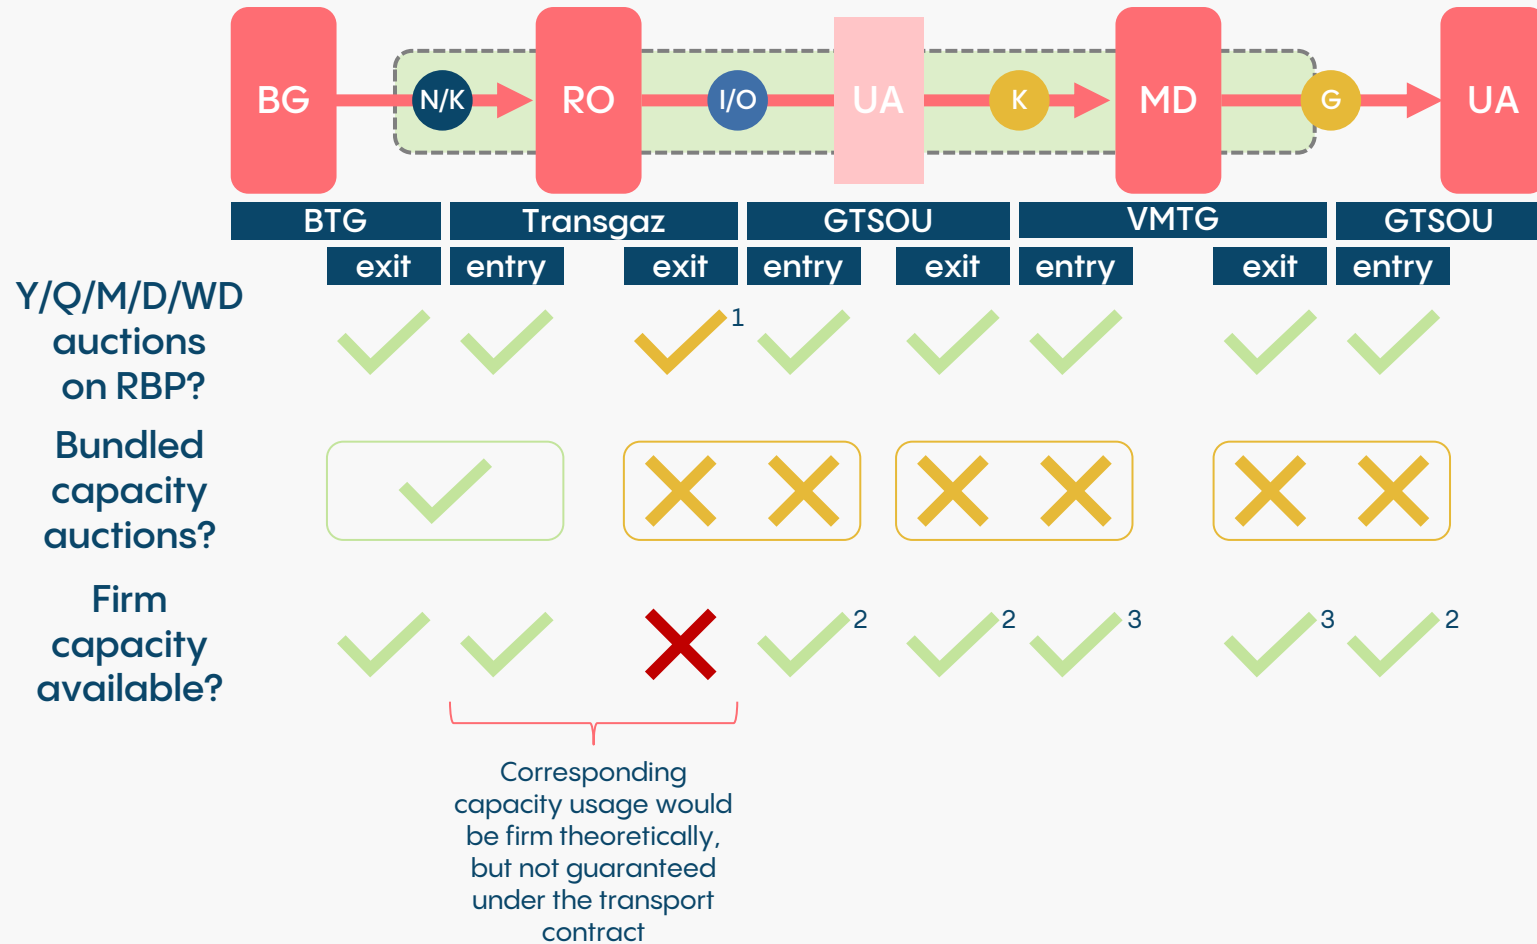 BG N/K RO I/O UA K MD G UA
BTG Transgaz GTSOU VMTG GTSOU
exit entry exit entry exit entry exit entry
Y/Q/M/D/WD
auctions
on RBP?
1
Bundled
capacity
auctions?
Firm
capacity
available?
2 2 3 3 2
Corresponding
capacity usage would
be firm theoretically,
but not guaranteed
under the transport
contract